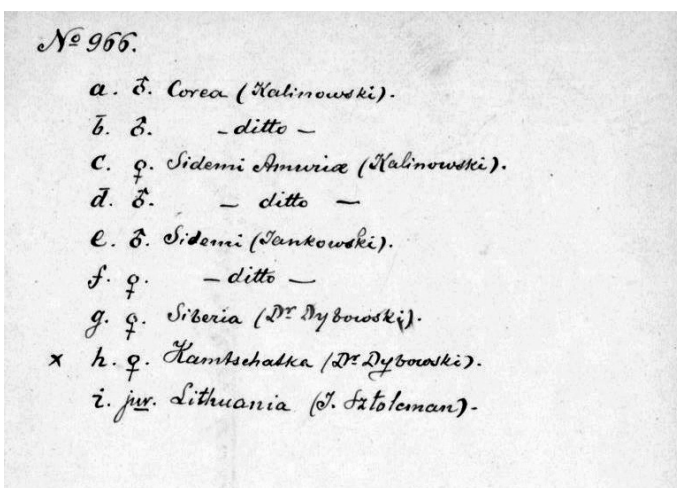 Nº 966.
a. ♂. Corea (Kalinowski).
b. ♂. – ditto –
c. ♀. Sidemi Amuriæ (Kalinowski).
d. ♂. – ditto –
e. ♂. Sidemi (Jankowski).
f. ♀. – ditto –
g. ♀. Siberia (Dr Dybowski).
x h. ♀. Kamtschatka (Dr Dybowski).
i. juv. Lithuania (J. Sztolcman).